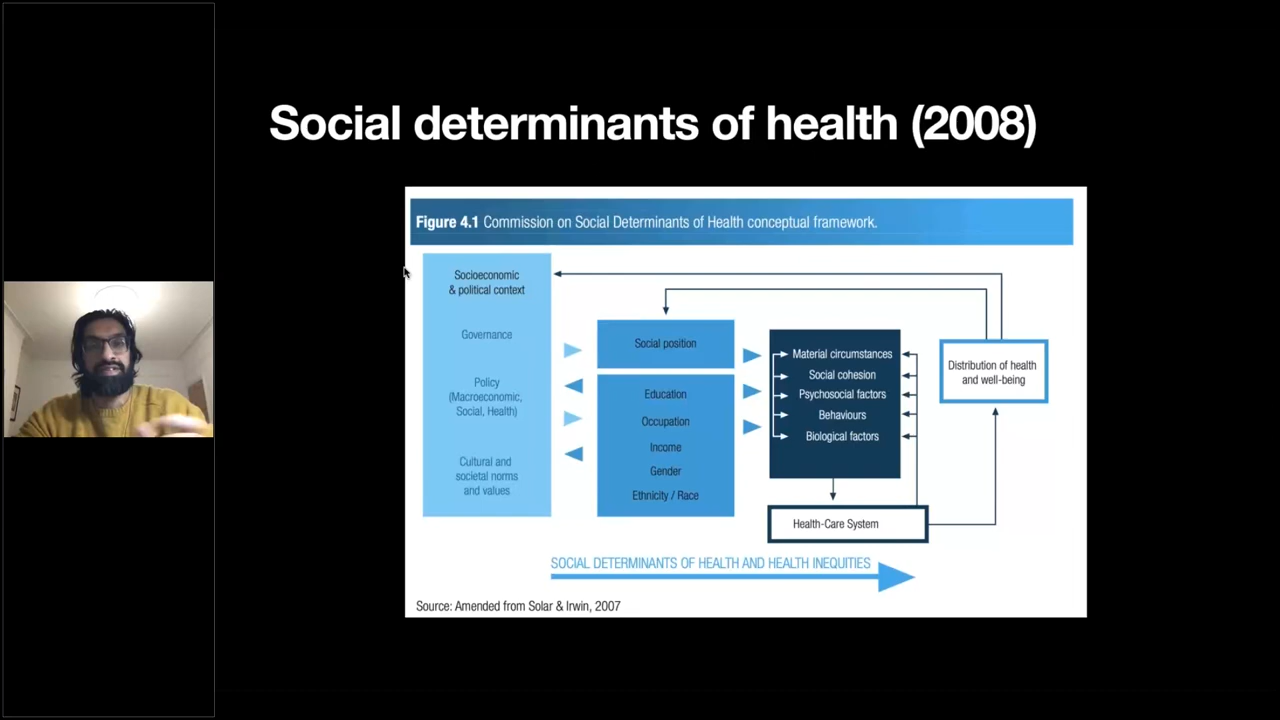 Social determinants of health (2008)
Figure 4.1 Commission on Social Determinants of Health conceptual framework.
Socioeconomic
& political context
Governance
Policy
(Macroeconomic,
Social, Health)
Cultural and
societal norms
and values
Social position
Education
Occupation
Income
Gender
Ethnicity / Race
Material circumstances
Social cohesion
Psychosocial factors
Behaviours
Biological factors
Health-Care System
Distribution of health
and well-being
SOCIAL DETERMINANTS OF HEALTH AND HEALTH INEQUITIES
Source: Amended from Solar & Irwin, 2007